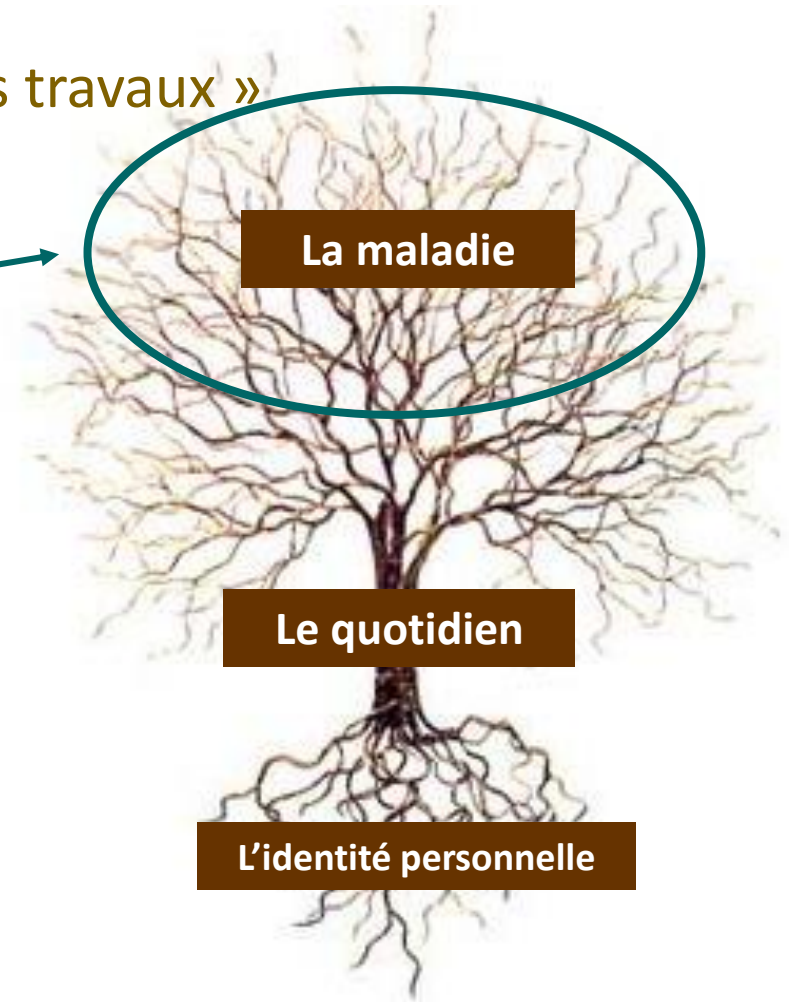 s travaux »
La maladie
Le quotidien
L’identité personnelle